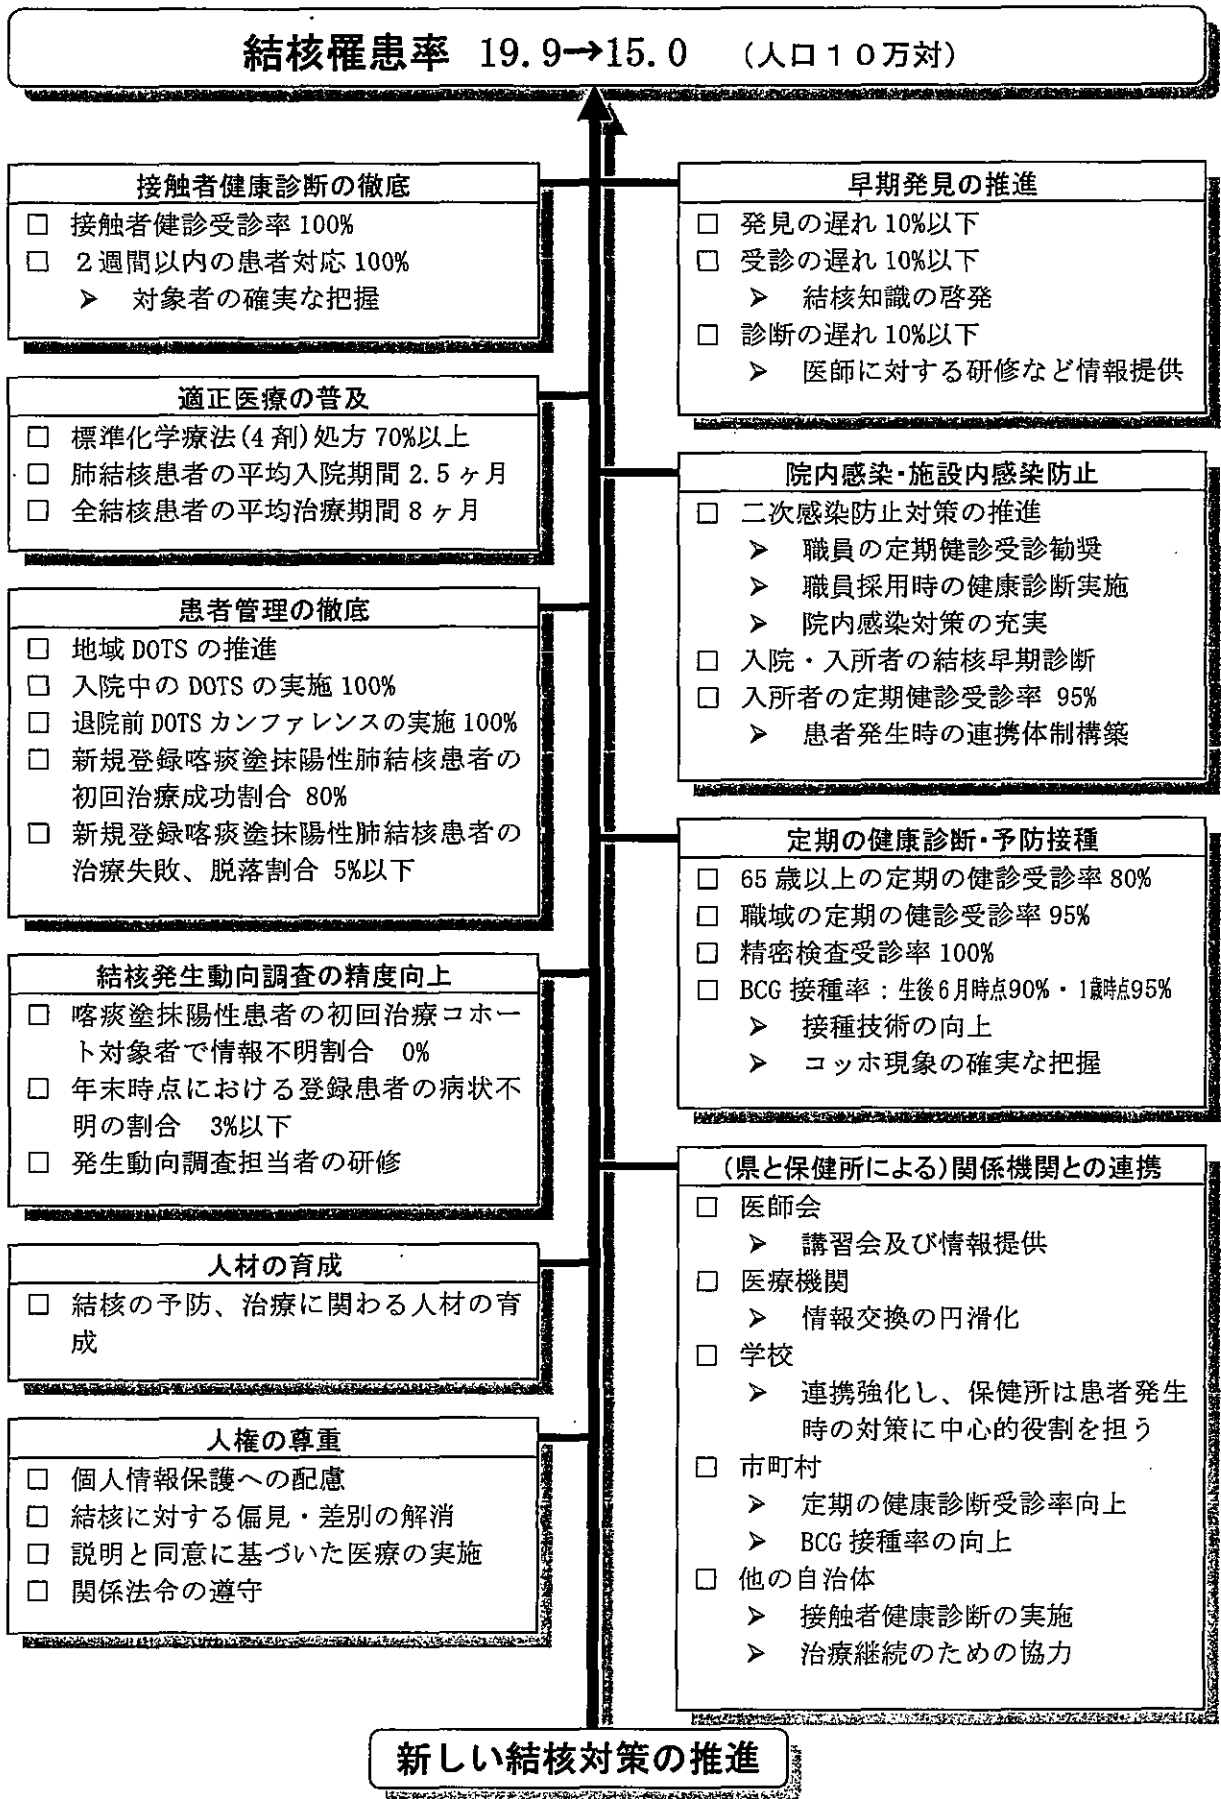 結核罹患率 19.9→15.0 (人口10万対)
接触者健康診断の徹底
□ 接触者健診受診率 100%
□ 2週間以内の患者対応 100%
➢ 対象者の確実な把握
適正医療の普及
□ 標準化学療法(4剤)処方 70%以上
□ 肺結核患者の平均入院期間 2.5ヶ月
□ 全結核患者の平均治療期間 8ヶ月
患者管理の徹底
□ 地域DOTSの推進
□ 入院中のDOTSの実施 100%
□ 退院前DOTSカンファレンスの実施 100%
□ 新規登録喀痰塗抹陽性肺結核患者の
初回治療成功割合 80%
□ 新規登録喀痰塗抹陽性肺結核患者の
治療失敗、脱落割合 5%以下
結核発生動向調査の精度向上
□ 喀痰塗抹陽性患者の初回治療コホー
ト対象者で情報不明割合 0%
□ 年末時点における登録患者の病状不
明の割合 3%以下
□ 発生動向調査担当者の研修
人材の育成
□ 結核の予防、治療に関わる人材の育
成
人権の尊重
□ 個人情報保護への配慮
□ 結核に対する偏見・差別の解消
□ 説明と同意に基づいた医療の実施
□ 関係法令の遵守
早期発見の推進
□ 発見の遅れ 10%以下
□ 受診の遅れ 10%以下
➢ 結核知識の啓発
□ 診断の遅れ 10%以下
➢ 医師に対する研修など情報提供
院内感染・施設内感染防止
□ 二次感染防止対策の推進
➢ 職員の定期健診受診勧奨
➢ 職員採用時の健康診断実施
➢ 院内感染対策の充実
□ 入院・入所者の結核早期診断
□ 入所者の定期健診受診率 95%
➢ 患者発生時の連携体制構築
定期の健康診断・予防接種
□ 65歳以上の定期の健診受診率 80%
□ 職域の定期の健診受診率 95%
□ 精密検査受診率 100%
□ BCG接種率:生後6月時点90%・1歳時点95%
➢ 接種技術の向上
➢ コッホ現象の確実な把握
(県と保健所による)関係機関との連携
□ 医師会
➢ 講習会及び情報提供
□ 医療機関
➢ 情報交換の円滑化
□ 学校
➢ 連携強化し、保健所は患者発生
時の対策に中心的役割を担う
□ 市町村
➢ 定期の健康診断受診率向上
➢ BCG接種率の向上
□ 他の自治体
➢ 接触者健康診断の実施
➢ 治療継続のための協力
新しい結核対策の推進